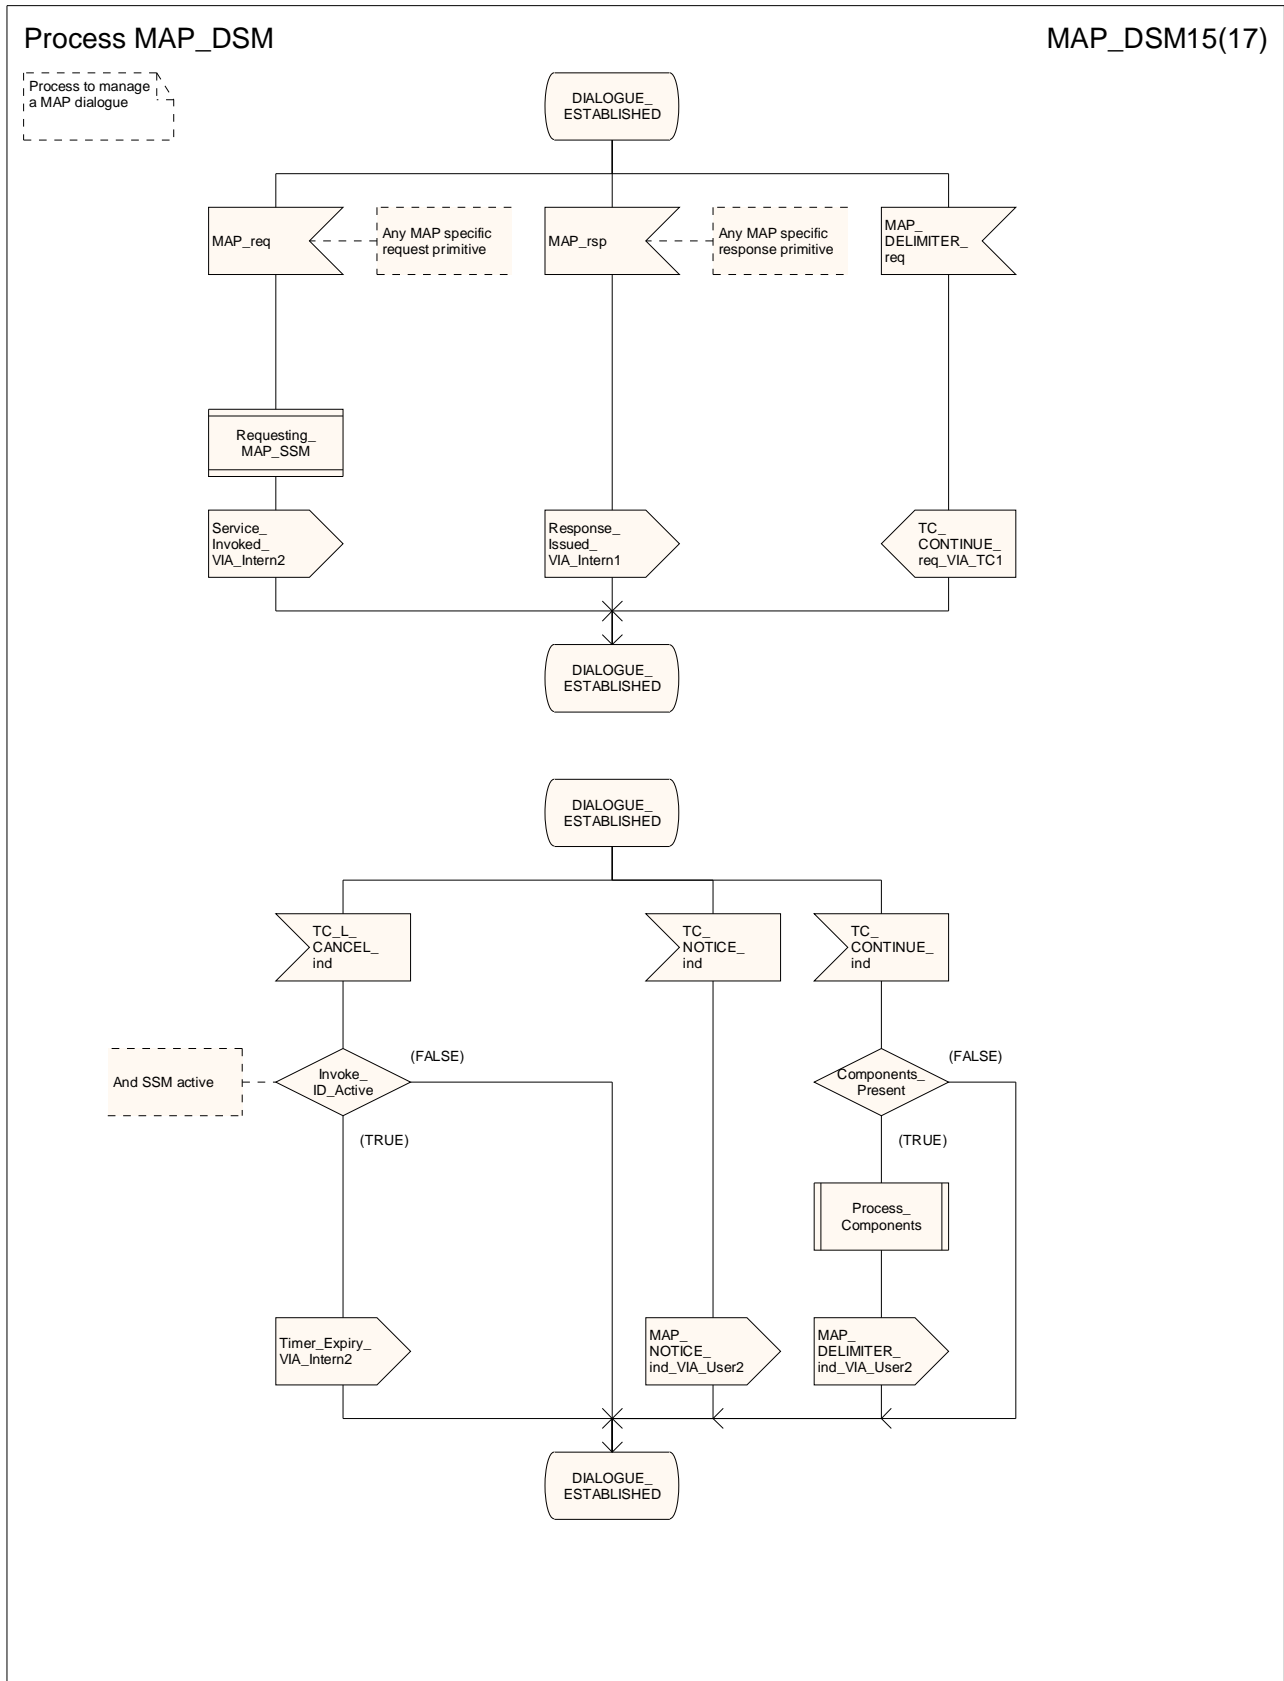 Process MAP_DSM
MAP_DSM15(17)
Process to manage
a MAP dialogue
DIALOGUE_
ESTABLISHED
MAP_req
Any MAP specific
request primitive
MAP_rsp
Any MAP specific
response primitive
MAP_
DELIMITER_
req
Requesting_
MAP_SSM
Service_
Invoked_
VIA_Intern2
Response_
Issued_
VIA_Intern1
TC_
CONTINUE_
req_VIA_TC1
DIALOGUE_
ESTABLISHED
DIALOGUE_
ESTABLISHED
TC_L_
CANCEL_
ind
TC_
NOTICE_
ind
TC_
CONTINUE_
ind
And SSM active
Invoke_
ID_Active
(FALSE)
(TRUE)
Components_
Present
(FALSE)
(TRUE)
Process_
Components
Timer_Expiry_
VIA_Intern2
MAP_
NOTICE_
ind_VIA_User2
MAP_
DELIMITER_
ind_VIA_User2
DIALOGUE_
ESTABLISHED